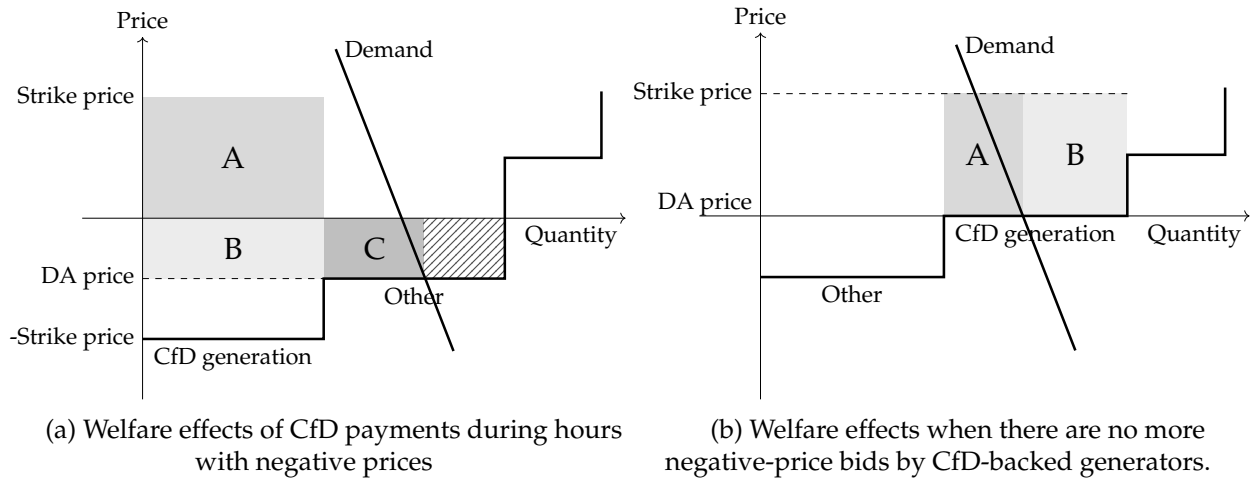 Price
Demand
Strike price
A
B
C
Quantity
DA price
Other
-Strike price
CfD generation
(a) Welfare effects of CfD payments during hours
with negative prices
Price
Demand
Strike price
A
B
DA price
CfD generation
Quantity
Other
(b) Welfare effects when there are no more
negative-price bids by CfD-backed generators.